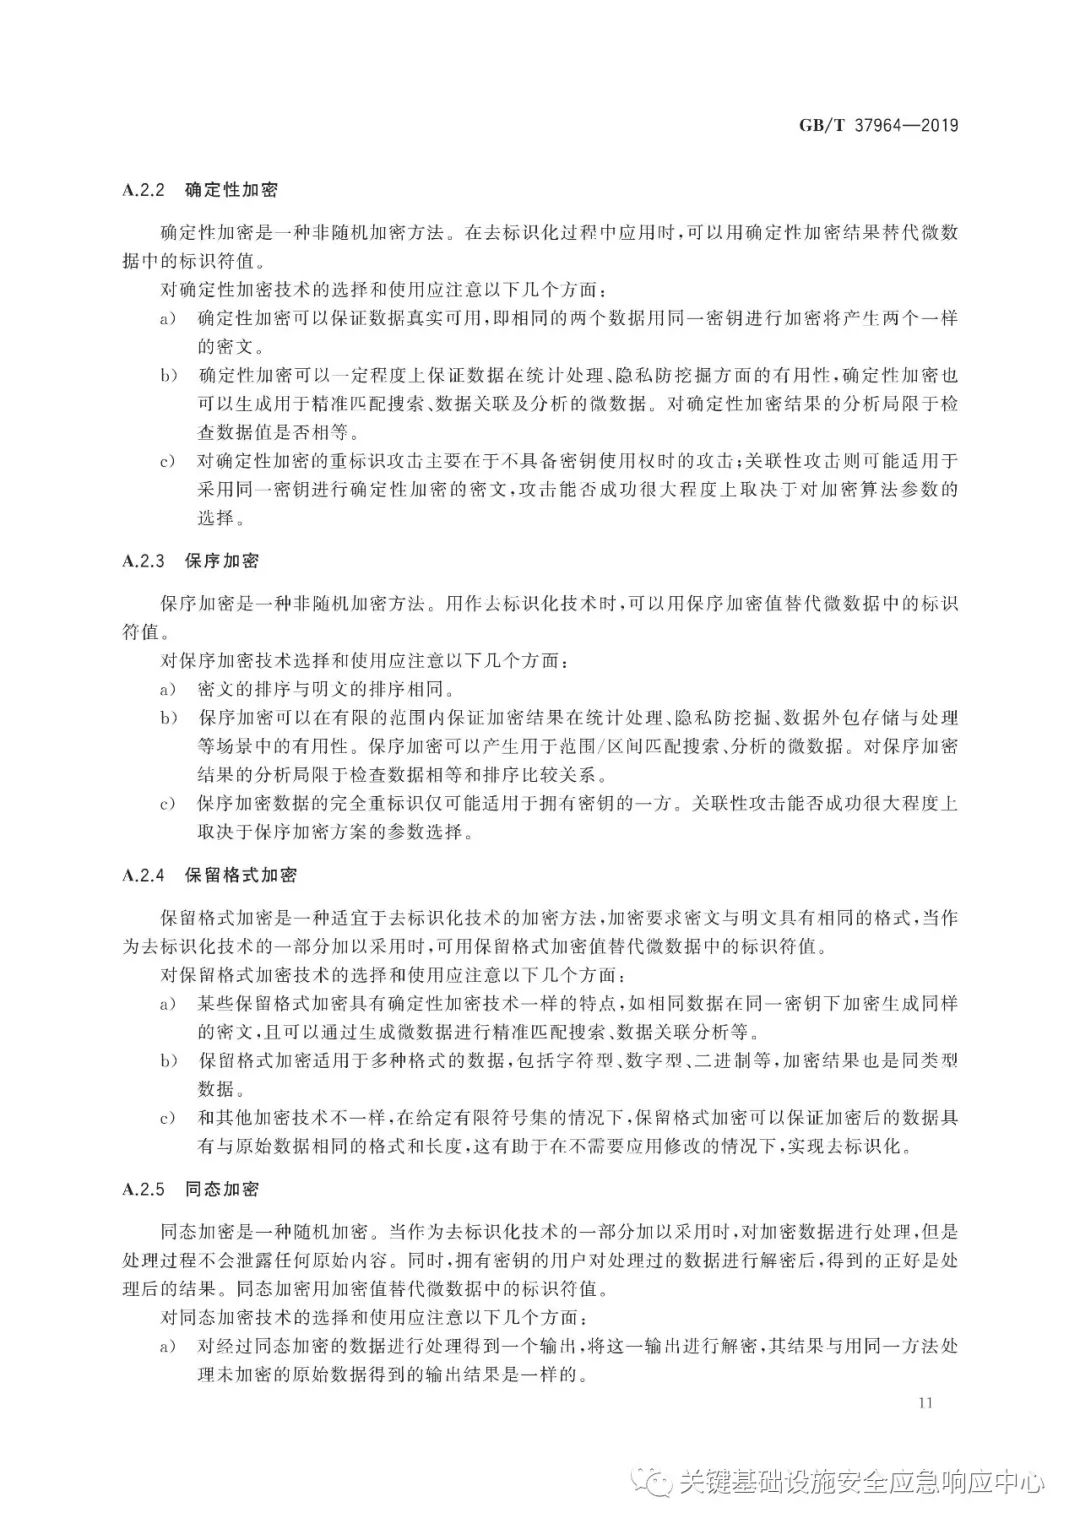 GB/T 37964—2019
A.2.2 确定性加密
确定性加密是一种非随机加密方法。在去标识化过程中应用时,可以用确定性加密结果替代微数
据中的标识符值。
对确定性加密技术的选择和使用应注意以下几个方面:
a) 确定性加密可以保证数据真实可用,即相同的两个数据用同一密钥进行加密将产生两个一样
的密文。
b) 确定性加密可以一定程度上保证数据在统计处理、隐私防挖掘方面的有用性,确定性加密也
可以生成用于精准匹配搜索、数据关联及分析的微数据。对确定性加密结果的分析局限于检
查数据值是否相等。
c) 对确定性加密的重标识攻击主要在于不具备密钥使用权时的攻击;关联性攻击则可能适用于
采用同一密钥进行确定性加密的密文,攻击能否成功很大程度上取决于对加密算法参数的
选择。
A.2.3 保序加密
保序加密是一种非随机加密方法。用作去标识化技术时,可以用保序加密值替代微数据中的标识
符值。
对保序加密技术选择和使用应注意以下几个方面:
a) 密文的排序与明文的排序相同。
b) 保序加密可以在有限的范围内保证加密结果在统计处理、隐私防挖掘、数据外包存储与处理
等场景中的有用性。保序加密可以产生用于范围/区间匹配搜索、分析的微数据。对保序加密
结果的分析局限于检查数据相等和排序比较关系。
c) 保序加密数据的完全重标识仅可能适用于拥有密钥的一方。关联性攻击能否成功很大程度上
取决于保序加密方案的参数选择。
A.2.4 保留格式加密
保留格式加密是一种适宜于去标识化技术的加密方法,加密要求密文与明文具有相同的格式,当作
为去标识化技术的一部分加以采用时,可用保留格式加密值替代微数据中的标识符值。
对保留格式加密技术的选择和使用应注意以下几个方面:
a) 某些保留格式加密具有确定性加密技术一样的特点,如相同数据在同一密钥下加密生成同样
的密文,且可以通过生成微数据进行精准匹配搜索、数据关联分析等。
b) 保留格式加密适用于多种格式的数据,包括字符型、数字型、二进制等,加密结果也是同类型
数据。
c) 和其他加密技术不一样,在给定有限符号集的情况下,保留格式加密可以保证加密后的数据具
有与原始数据相同的格式和长度,这有助于在不需要应用修改的情况下,实现去标识化。
A.2.5 同态加密
同态加密是一种随机加密。当作为去标识化技术的一部分加以采用时,对加密数据进行处理,但是
处理过程不会泄露任何原始内容。同时,拥有密钥的用户对处理过的数据进行解密后,得到的正好是处
理后的结果。同态加密用加密值替代微数据中的标识符值。
对同态加密技术的选择和使用应注意以下几个方面:
a) 对经过同态加密的数据进行处理得到一个输出,将这一输出进行解密,其结果与用同一方法处
理未加密的原始数据得到的输出结果是一样的。
11
关键基础设施安全应急响应中心